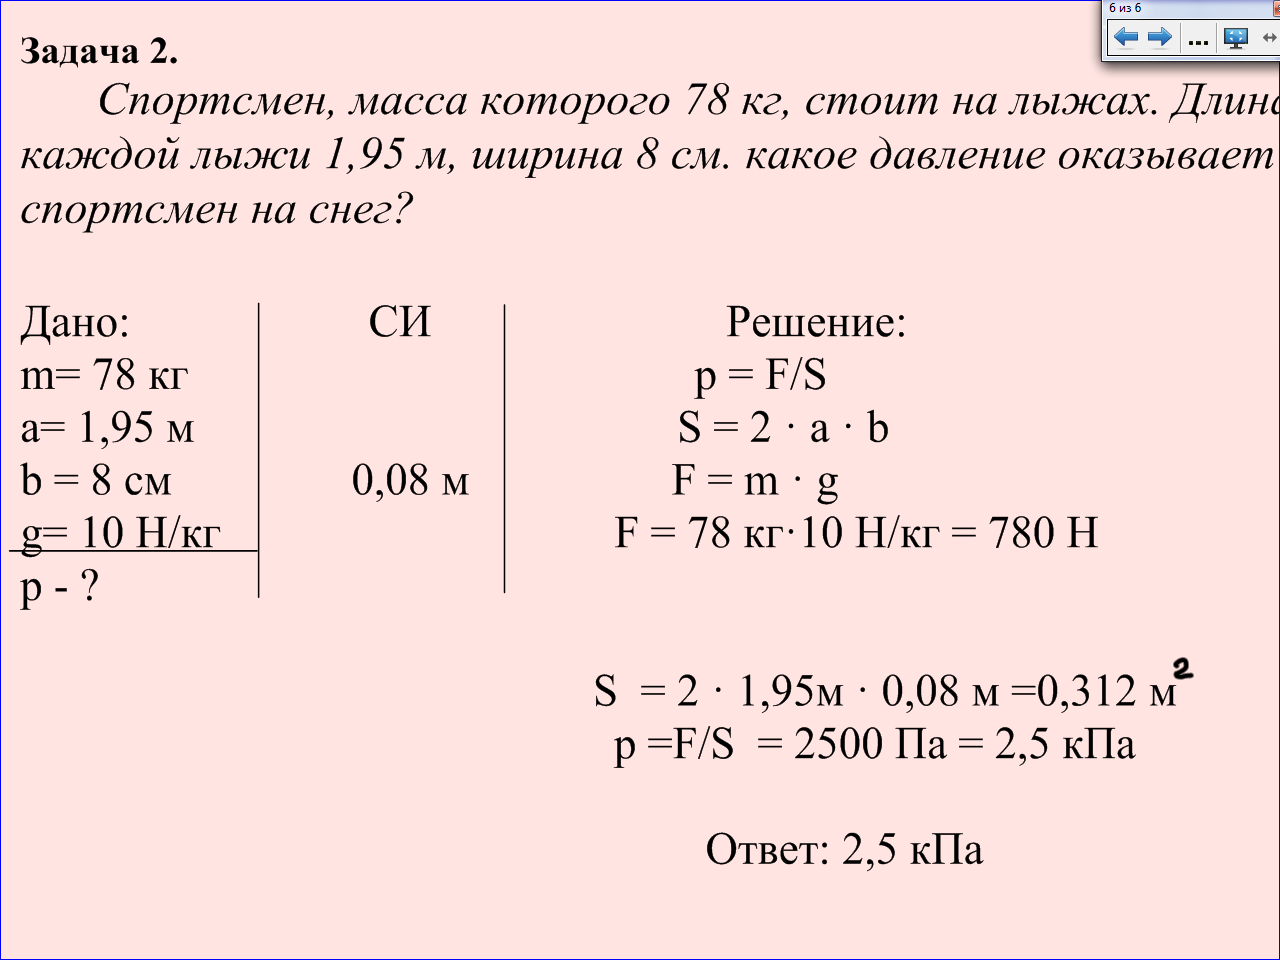 6 из 6
...
Задача 2.
Спортсмен, масса которого 78 кг, стоит на лыжах. Длина
каждой лыжи 1,95 м, ширина 8 см. какое давление оказывает
спортсмен на снег?
Дано: СИ Решение:
m= 78 кг p = F/S
a= 1,95 м S = 2 · a · b
b = 8 см 0,08 м F = m · g
g= 10 Н/кг F = 78 кг·10 Н/кг = 780 Н
p - ?
S = 2 · 1,95м · 0,08 м =0,312 м²
p =F/S = 2500 Па = 2,5 кПа
Ответ: 2,5 кПа